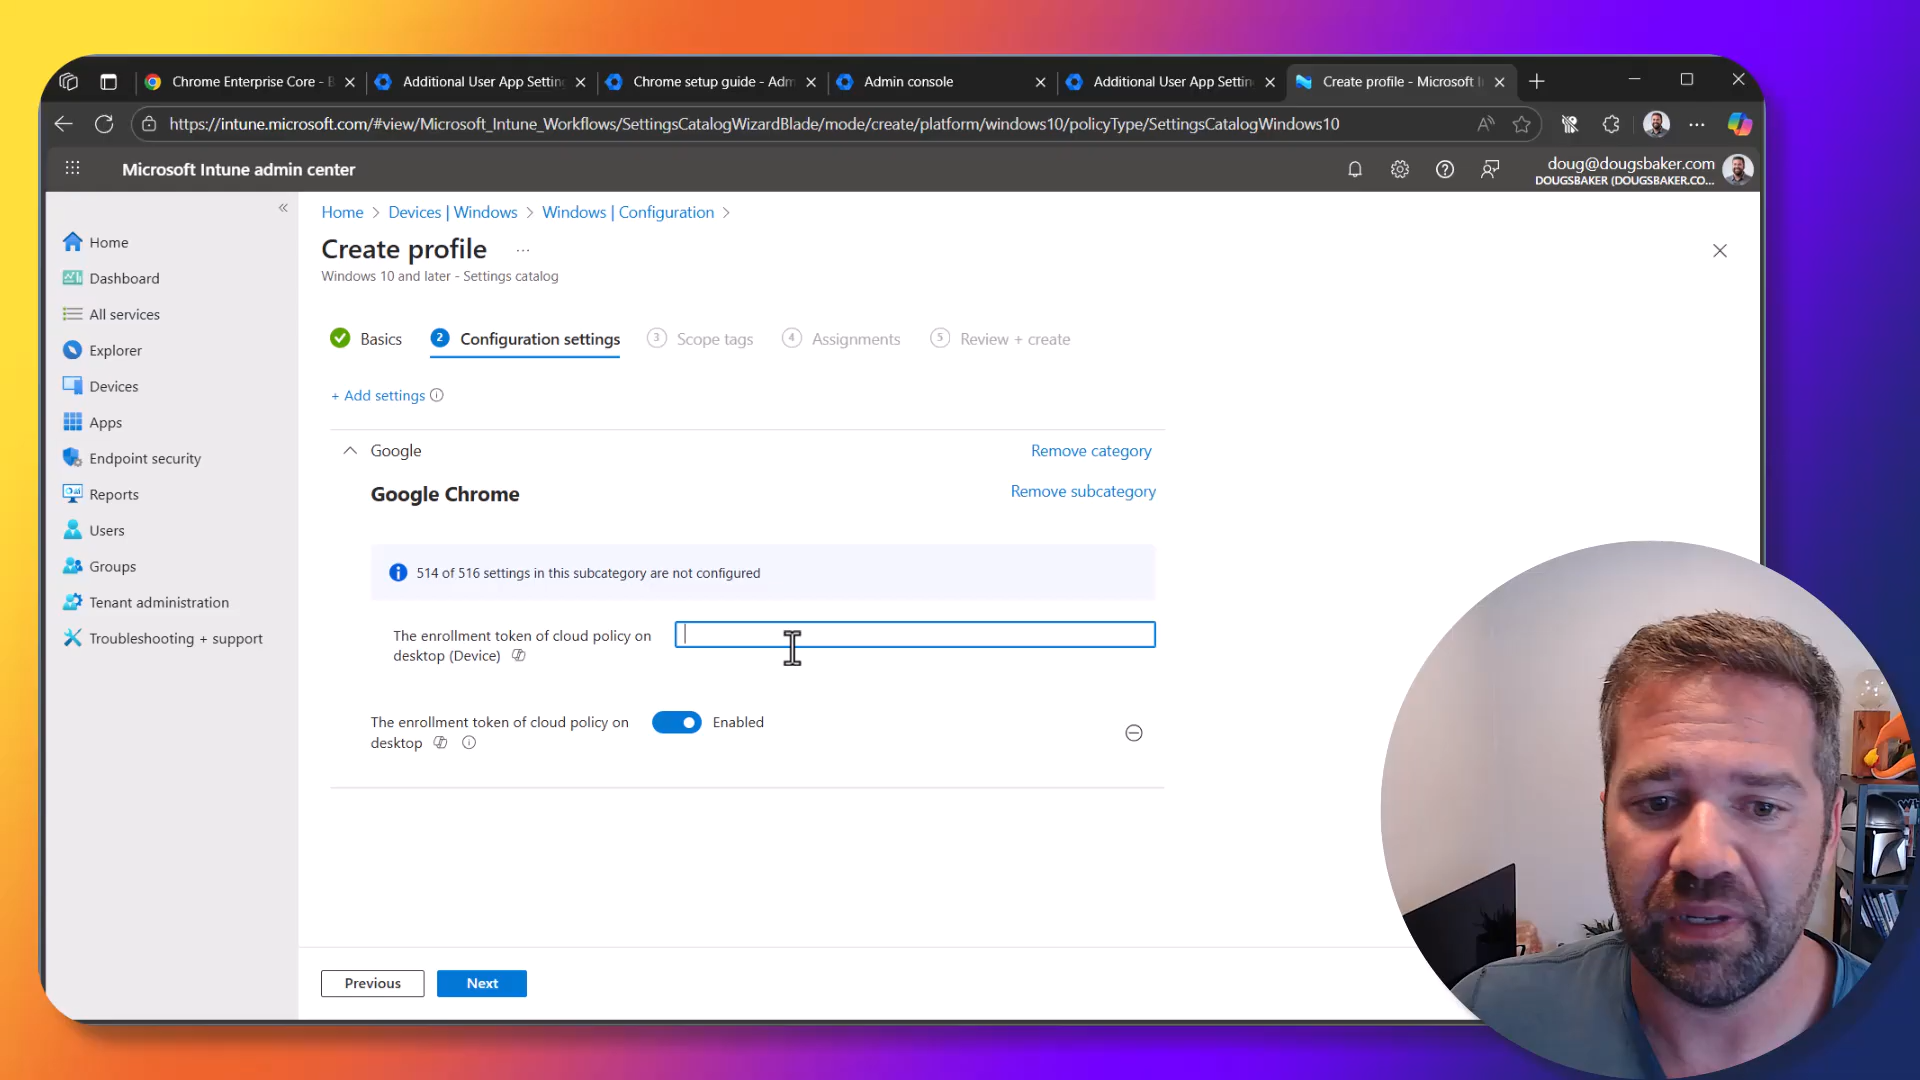 Chrome Enterprise Core - B
Additional User App Settin
Chrome setup guide - Adm
Admin console
Additional User App Settin
Create profile - Microsoft I
https://intune.microsoft.com/#view/Microsoft_Intune_Workflows/SettingsCatalogWizardBlade/mode/create/platform/windows10/policyType/SettingsCatalogWindows10
Microsoft Intune admin center
doug@dougsbaker.com
DOUGSBAKER (DOUGSBAKER.CO...
Home
Dashboard
All services
Explorer
Devices
Apps
Endpoint security
Reports
Users
Groups
Tenant administration
Troubleshooting + support
Home > Devices | Windows > Windows | Configuration >
Create profile ...
Windows 10 and later - Settings catalog
Basics
2 Configuration settings
3 Scope tags
4 Assignments
5 Review + create
+ Add settings
Google
Remove category
Google Chrome
Remove subcategory
514 of 516 settings in this subcategory are not configured
The enrollment token of cloud policy on
desktop (Device)
The enrollment token of cloud policy on
desktop
Enabled
Previous
Next